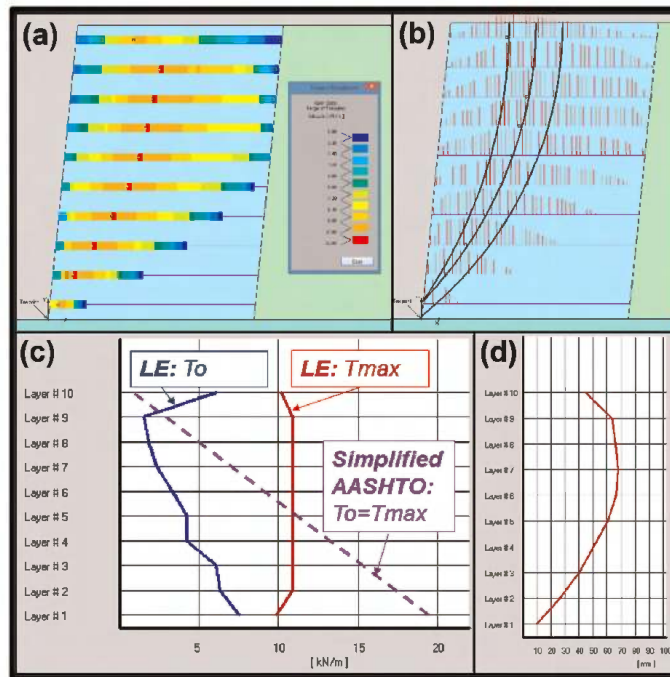 (a)
(b)
(c)
LE: To
LE: Tmax
Simplified
AASHTO:
To=Tmax
Layer # 10
Layer # 9
Layer # 8
Layer # 7
Layer # 6
Layer # 5
Layer # 4
Layer # 3
Layer # 2
Layer # 1
5 10 15 20
[ kN/m ]
(d)
Layer # 10
Layer # 9
Layer # 8
Layer # 7
Layer # 6
Layer # 5
Layer # 4
Layer # 3
Layer # 2
Layer # 1
10 20 30 40 50 60 70 80 90 100
[ mm ]